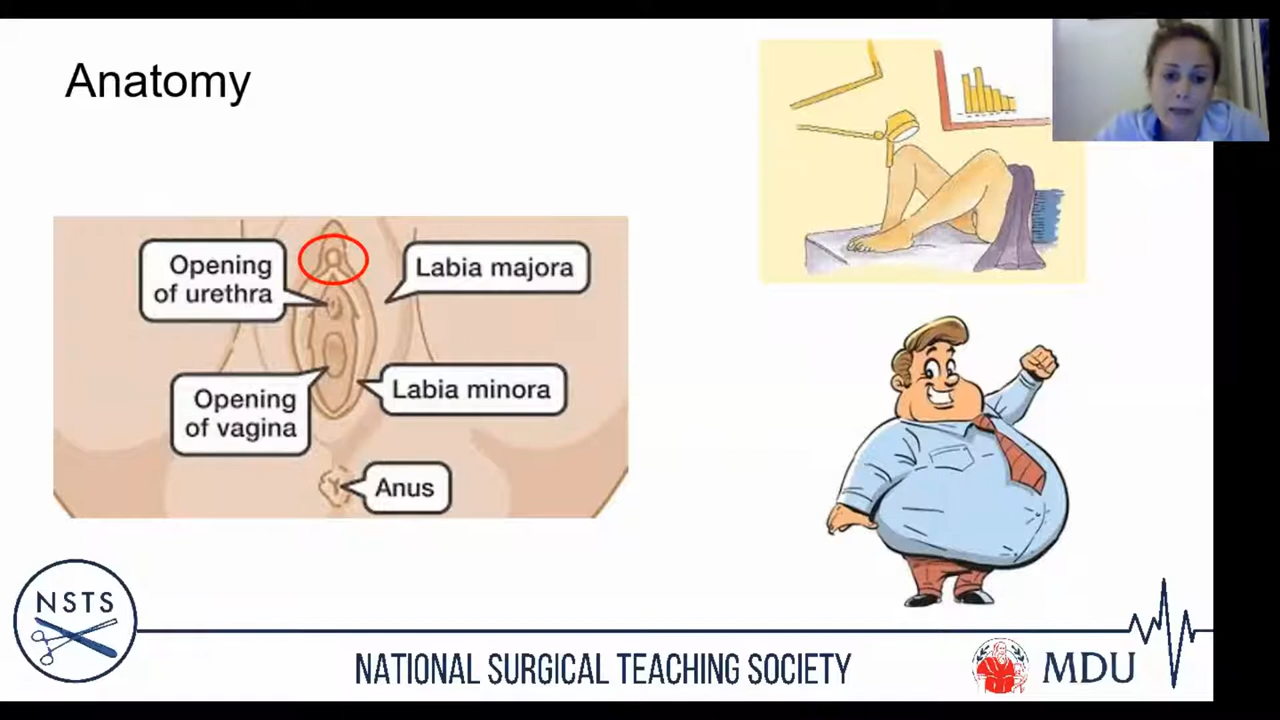 Anatomy
Opening
of urethra
Labia majora
Opening
of vagina
Labia minora
Anus
NSTS
NATIONAL SURGICAL TEACHING SOCIETY
MDU